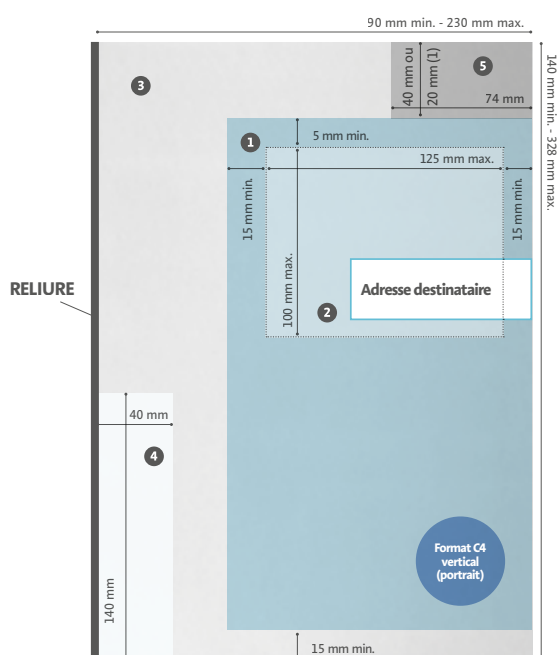 90 mm min. - 230 mm max.
140 mm min. - 328 mm max.
3
40 mm ou
20 mm (1)
5
74 mm
1
5 mm min.
125 mm max.
15 mm min.
15 mm min.
100 mm max.
RELIURE
Adresse destinataire
2
40 mm
4
140 mm
Format C4
vertical
(portrait)
15 mm min.